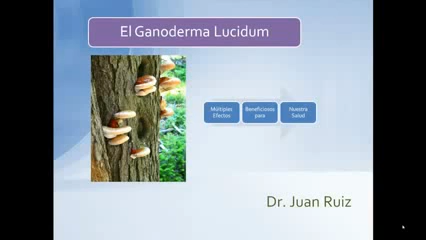 El Ganoderma Lucidum
Múltiples
Efectos
Beneficiosos
para
Nuestra
Salud
Dr. Juan Ruiz